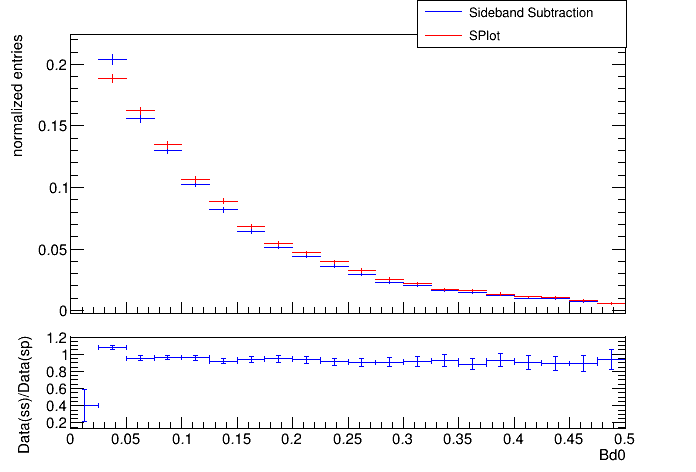 Sideband Subtraction
SPlot
normalized entries
0.2
0.15
0.1
0.05
0
Data(ss)/Data(sp)
1.2
1
0.8
0.6
0.4
0.2
0 0.05 0.1 0.15 0.2 0.25 0.3 0.35 0.4 0.45 0.5
Bd0